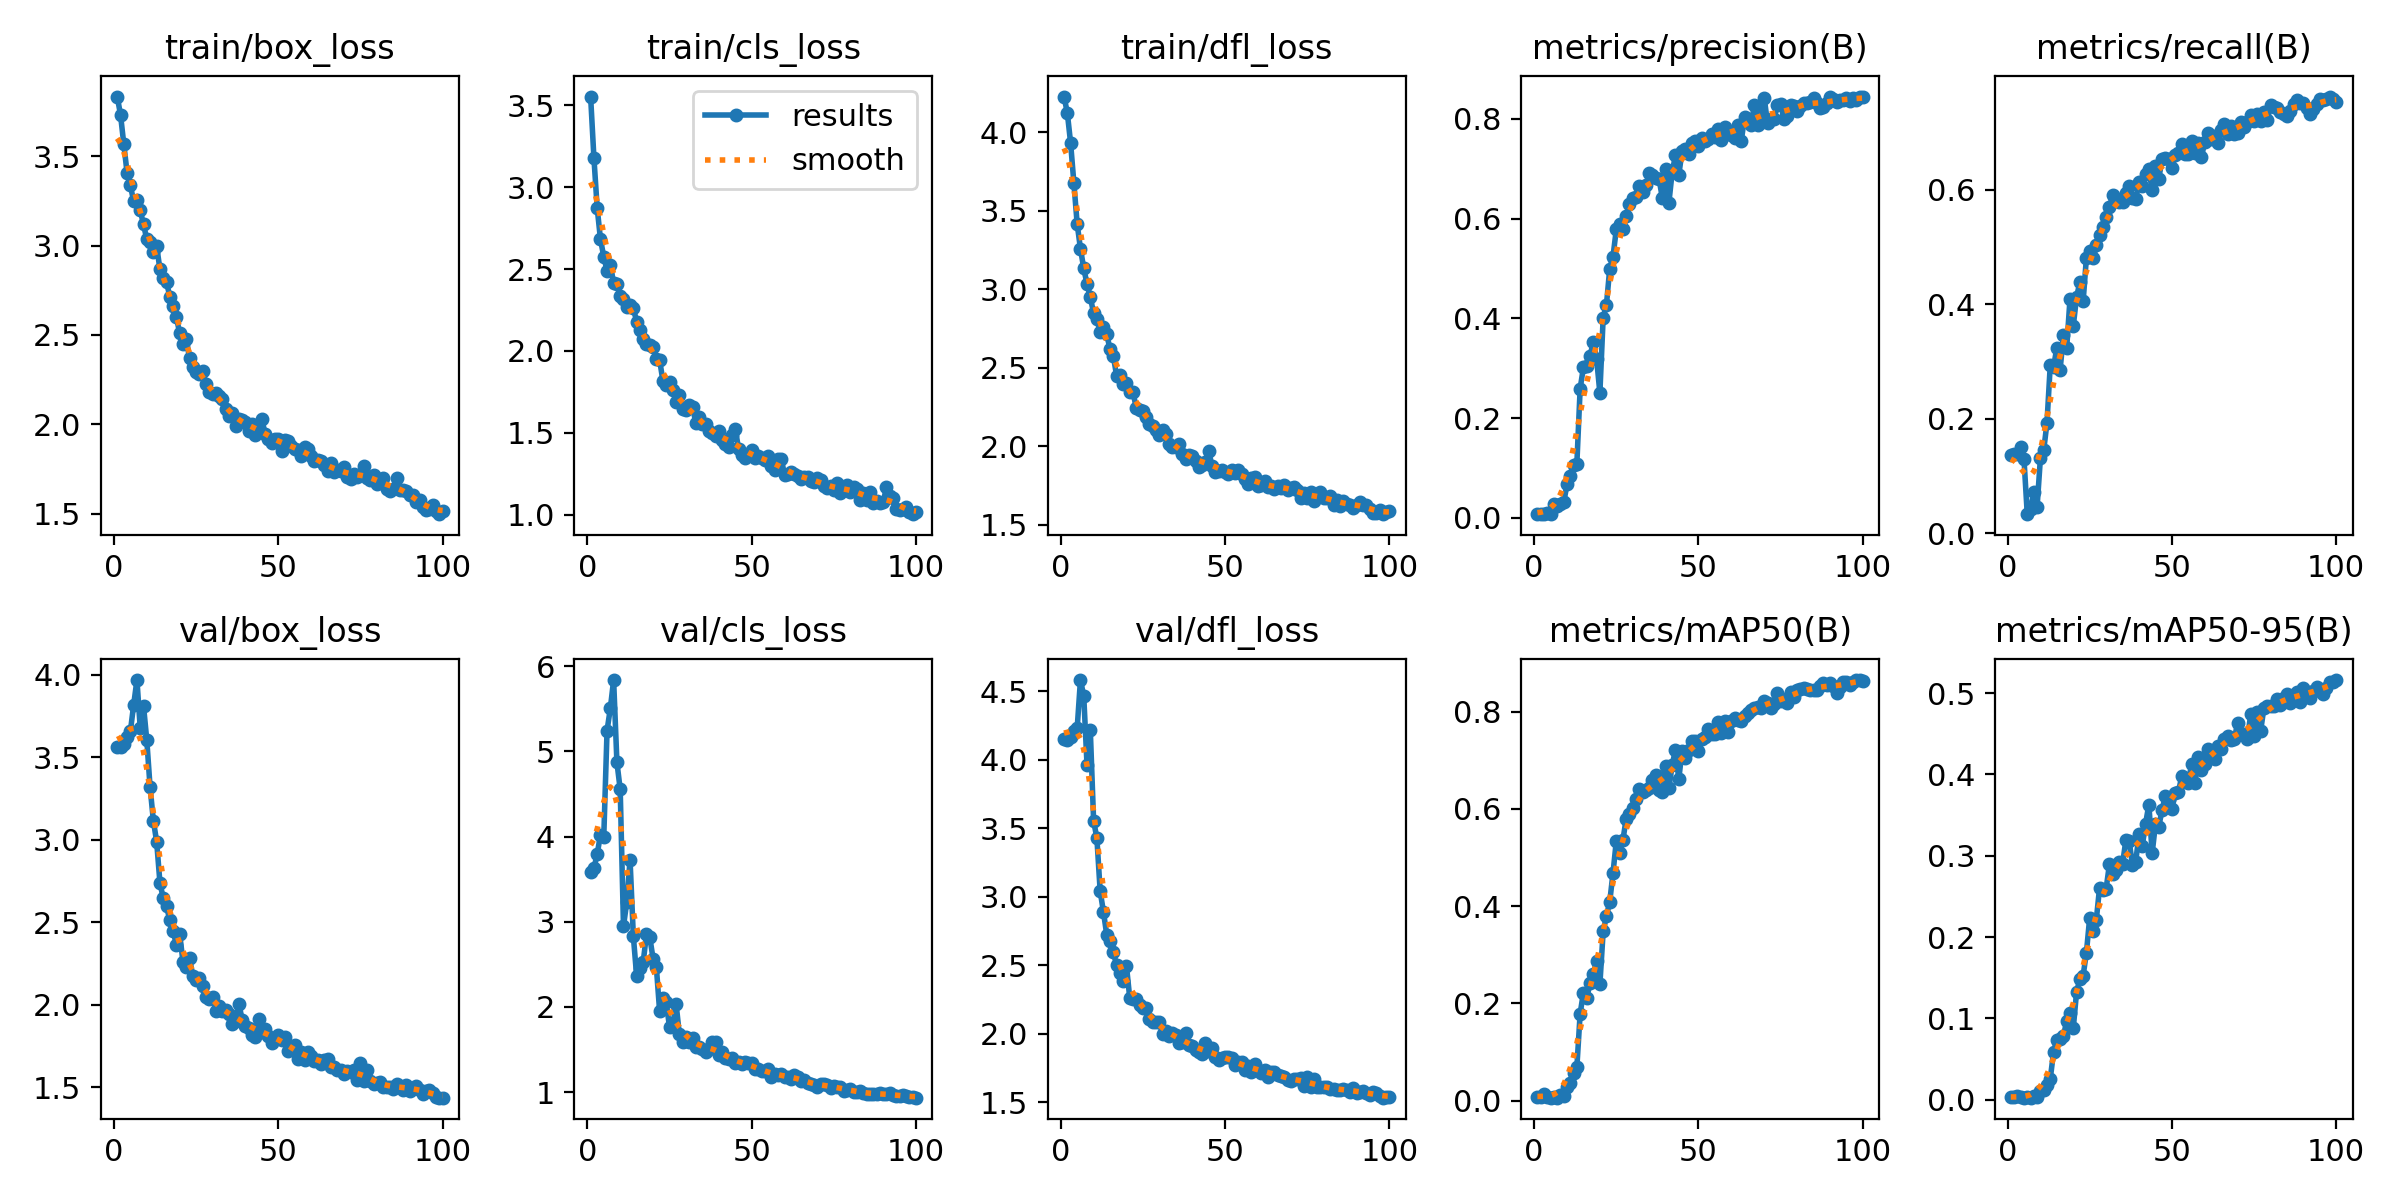 train/box_loss
3.5
3.0
2.5
2.0
1.5
0 50 100
train/cls_loss
results
smooth
3.5
3.0
2.5
2.0
1.5
1.0
0 50 100
train/dfl_loss
4.0
3.5
3.0
2.5
2.0
1.5
0 50 100
metrics/precision(B)
0.8
0.6
0.4
0.2
0.0
0 50 100
metrics/recall(B)
0.6
0.4
0.2
0.0
0 50 100
val/box_loss
4.0
3.5
3.0
2.5
2.0
1.5
0 50 100
val/cls_loss
6
5
4
3
2
1
0 50 100
val/dfl_loss
4.5
4.0
3.5
3.0
2.5
2.0
1.5
0 50 100
metrics/mAP50(B)
0.8
0.6
0.4
0.2
0.0
0 50 100
metrics/mAP50-95(B)
0.5
0.4
0.3
0.2
0.1
0.0
0 50 100